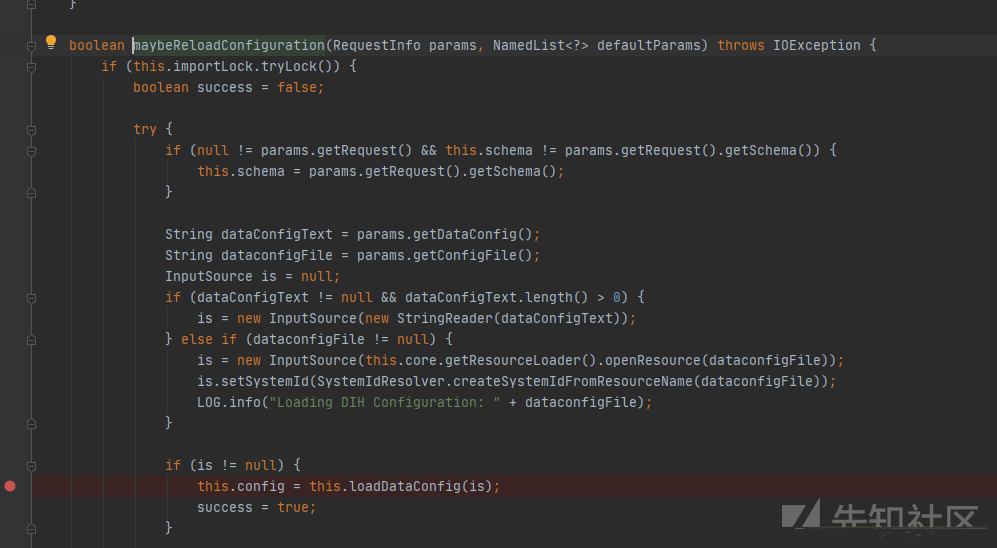 }
boolean maybeReloadConfiguration(RequestInfo params, NamedList<?> defaultParams) throws IOException {
if (this.importLock.tryLock()) {
boolean success = false;
try {
if (null != params.getRequest() && this.schema != params.getRequest().getSchema()) {
this.schema = params.getRequest().getSchema();
}
String dataConfigText = params.getDataConfig();
String dataconfigFile = params.getConfigFile();
InputSource is = null;
if (dataConfigText != null && dataConfigText.length() > 0) {
is = new InputSource(new StringReader(dataConfigText));
} else if (dataconfigFile != null) {
is = new InputSource(this.core.getResourceLoader().openResource(dataconfigFile));
is.setSystemId(SystemIdResolver.createSystemIdFromResourceName(dataconfigFile));
LOG.info("Loading DIH Configuration: " + dataconfigFile);
}
if (is != null) {
this.config = this.loadDataConfig(is);
success = true;
}
先知社区